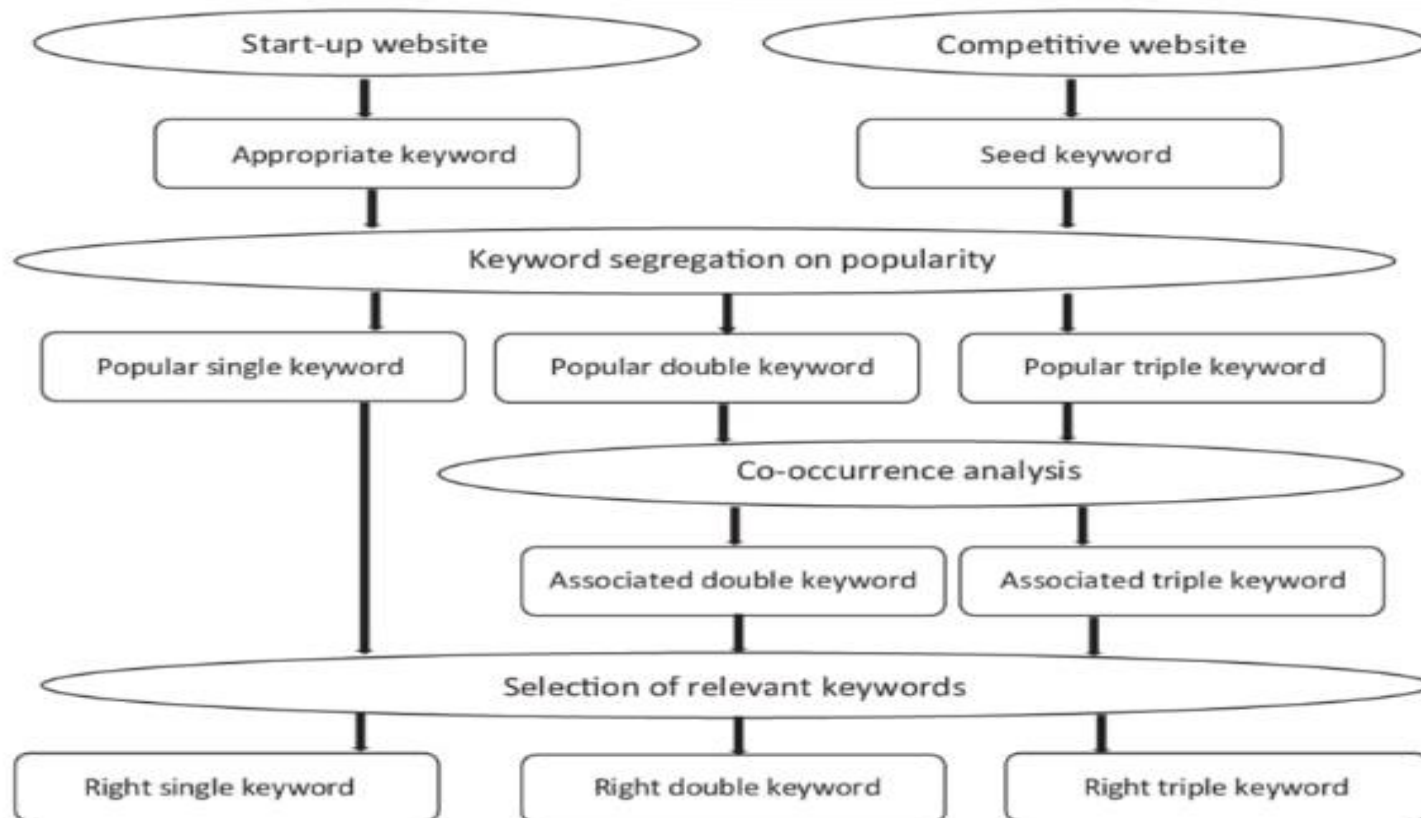 Start-up website
Competitive website
Appropriate keyword
Seed keyword
Keyword segregation on popularity
Popular single keyword
Popular double keyword
Popular triple keyword
Co-occurrence analysis
Associated double keyword
Associated triple keyword
Selection of relevant keywords
Right single keyword
Right double keyword
Right triple keyword